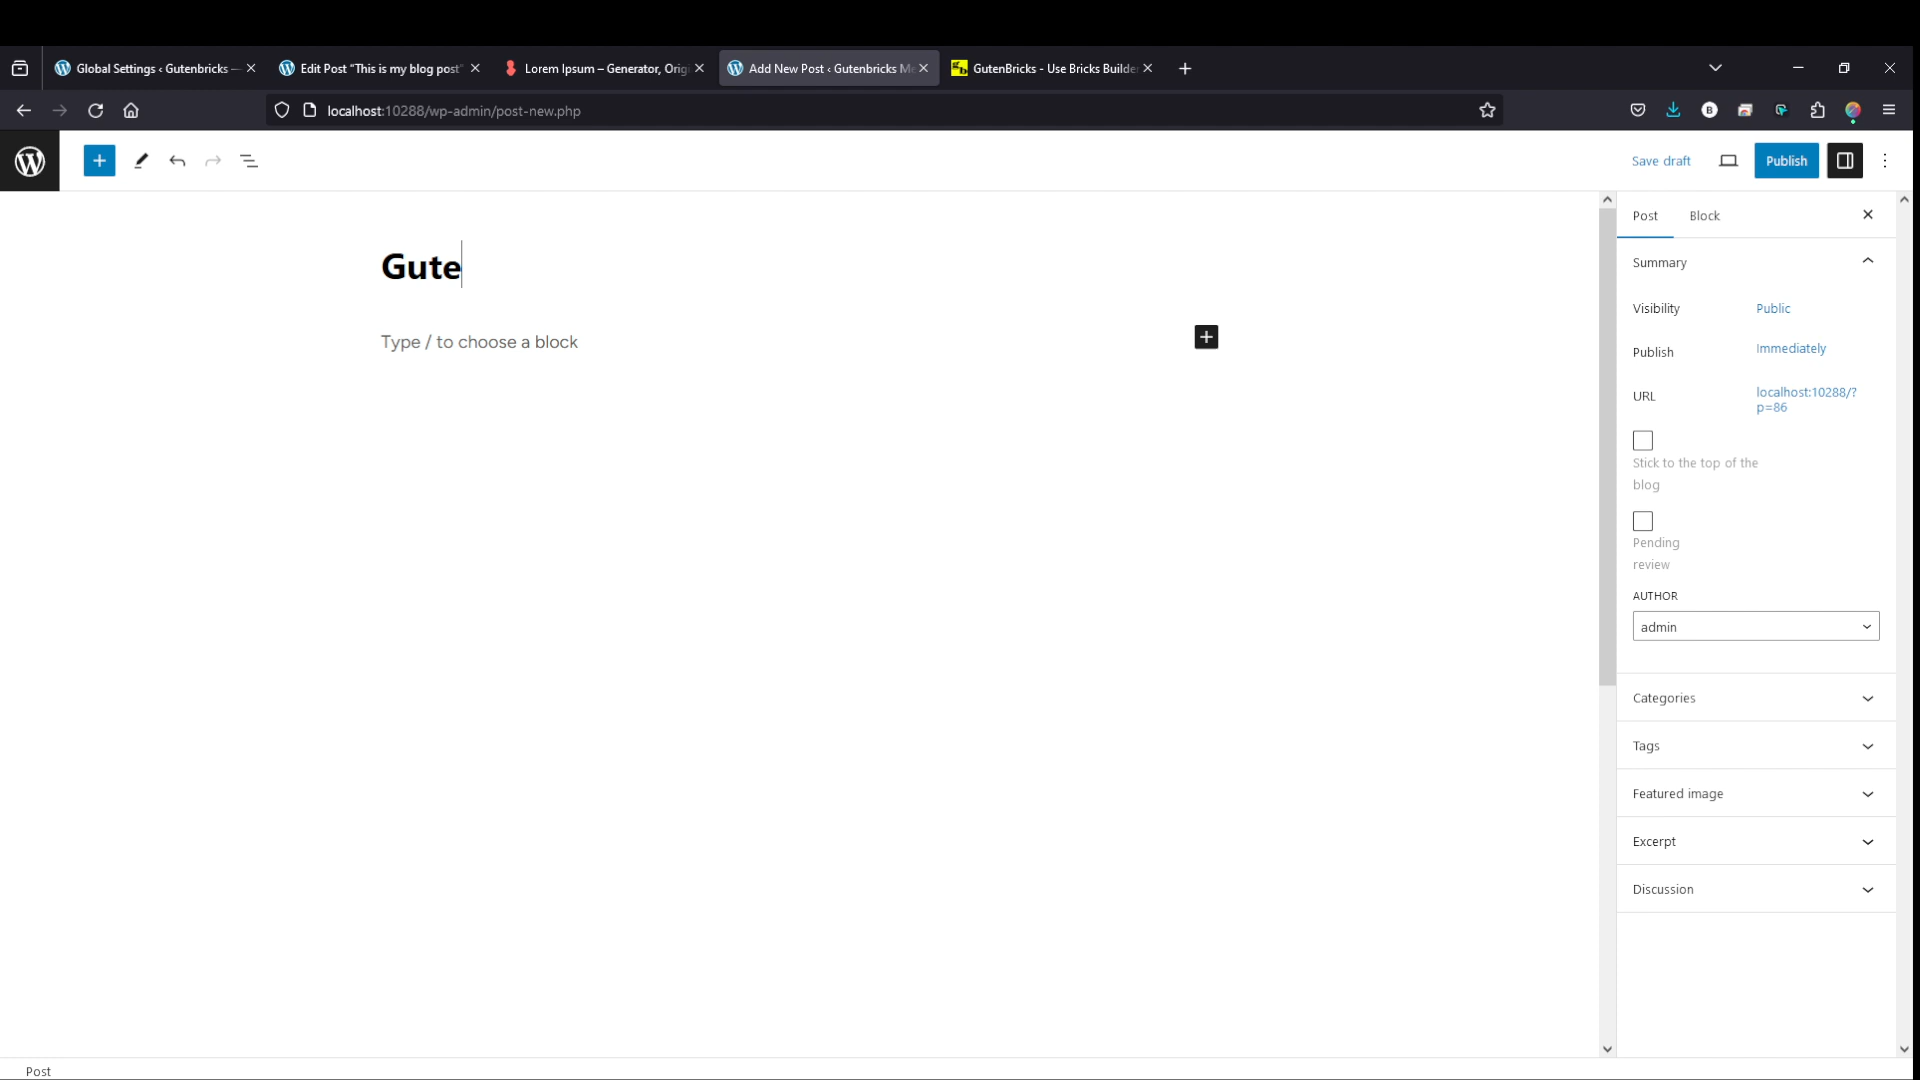 Global Settings ‹ Gutenbricks —
Edit Post “This is my blog post”
Lorem Ipsum – Generator, Orig
Add New Post ‹ Gutenbricks Me
GutenBricks - Use Bricks Builde
localhost:10288/wp-admin/post-new.php
Save draft
Publish
Post
Block
Gute
Type / to choose a block
Summary
Visibility
Public
Publish
Immediately
URL
localhost:10288/?
p=86
Stick to the top of the
blog
Pending
review
AUTHOR
admin
Categories
Tags
Featured image
Excerpt
Discussion
Post